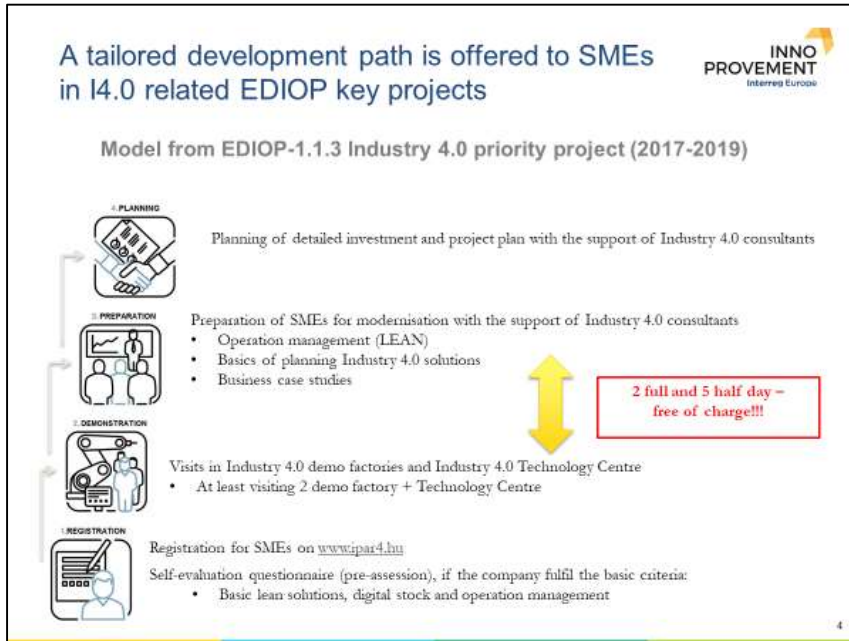 A tailored development path is offered to SMEs
in I4.0 related EDIOP key projects
INNO
PROVEMENT
Interreg Europe
Model from EDIOP-1.1.3 Industry 4.0 priority project (2017-2019)
4.PLANNING
Planning of detailed investment and project plan with the support of Industry 4.0 consultants
3.PREPARATION
Preparation of SMEs for modernisation with the support of Industry 4.0 consultants
• Operation management (LEAN)
• Basics of planning Industry 4.0 solutions
• Business case studies
2 full and 5 half day –
free of charge!!!
2.DEMONSTRATION
Visits in Industry 4.0 demo factories and Industry 4.0 Technology Centre
• At least visiting 2 demo factory + Technology Centre
1.REGISTRATION
Registration for SMEs on www.ipar4.hu
Self-evaluation questionnaire (pre-assession), if the company fulfil the basic criteria:
• Basic lean solutions, digital stock and operation management
4